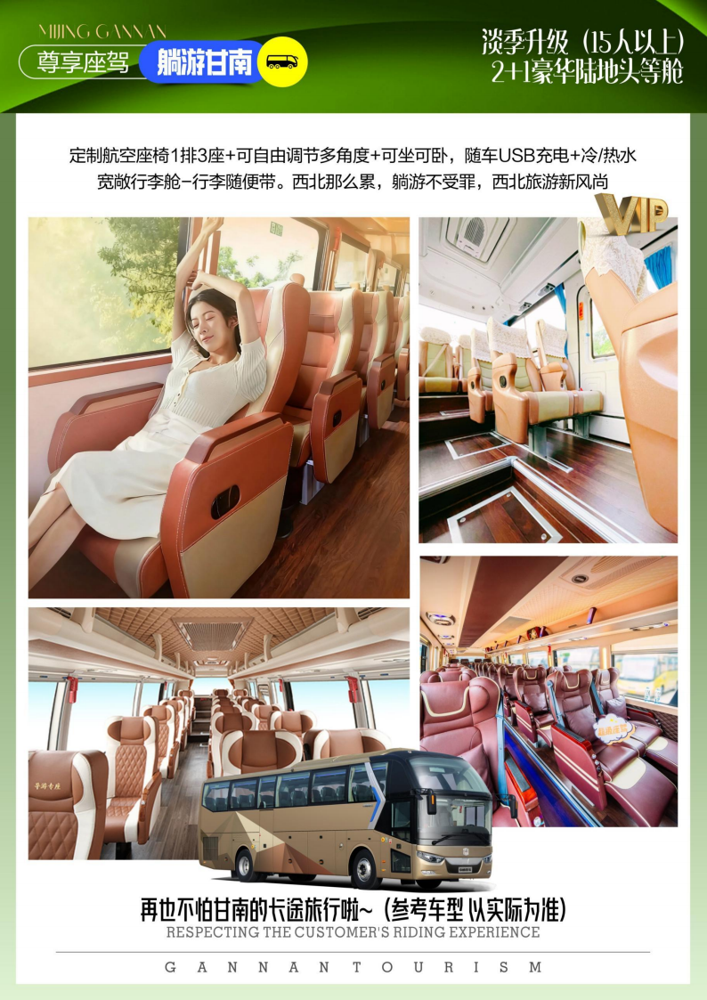 MIJING GANNAN
尊享座驾
躺游甘南
淡季升级（15人以上）
2+1豪华陆地头等舱
定制航空座椅1排3座+可自由调节多角度+可坐可卧，随车USB充电+冷/热水
宽敞行李舱-行李随便带。西北那么累，躺游不受罪，西北旅游新风尚
VIP
导游专座
再也不怕甘南的长途旅行啦~（参考车型 以实际为准）
RESPECTING THE CUSTOMER'S RIDING EXPERIENCE
GANNANTOURISM